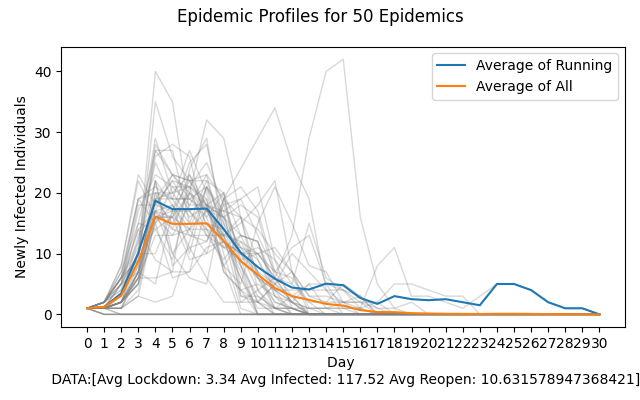 Epidemic Profiles for 50 Epidemics
Average of Running
Average of All
40
30
20
10
0
Newly Infected Individuals
0 1 2 3 4 5 6 7 8 9 10 11 12 13 14 15 16 17 18 19 20 21 22 23 24 25 26 27 28 29 30
Day
DATA:[Avg Lockdown: 3.34 Avg Infected: 117.52 Avg Reopen: 10.631578947368421]